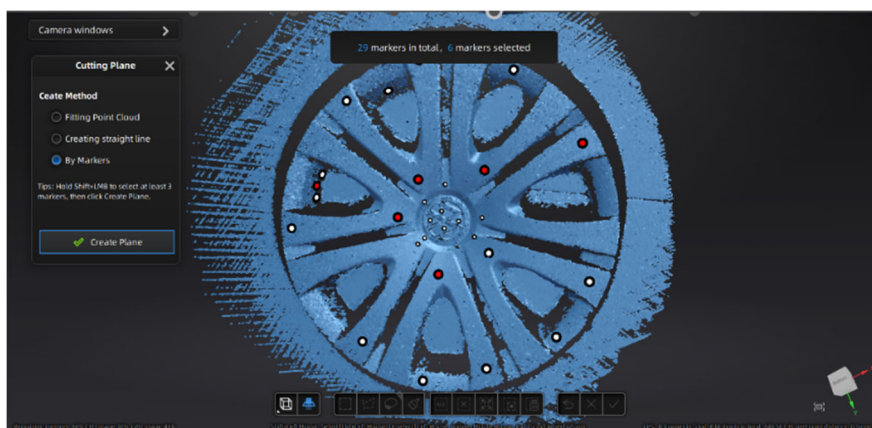 Camera windows
29 markers in total, 6 markers selected
Cutting Plane
Ceate Method
Fitting Point Cloud
Creating straight line
By Markers
Tips: Hold Shift+LMB to select at least 3
markers, then click Create Plane.
Create Plane